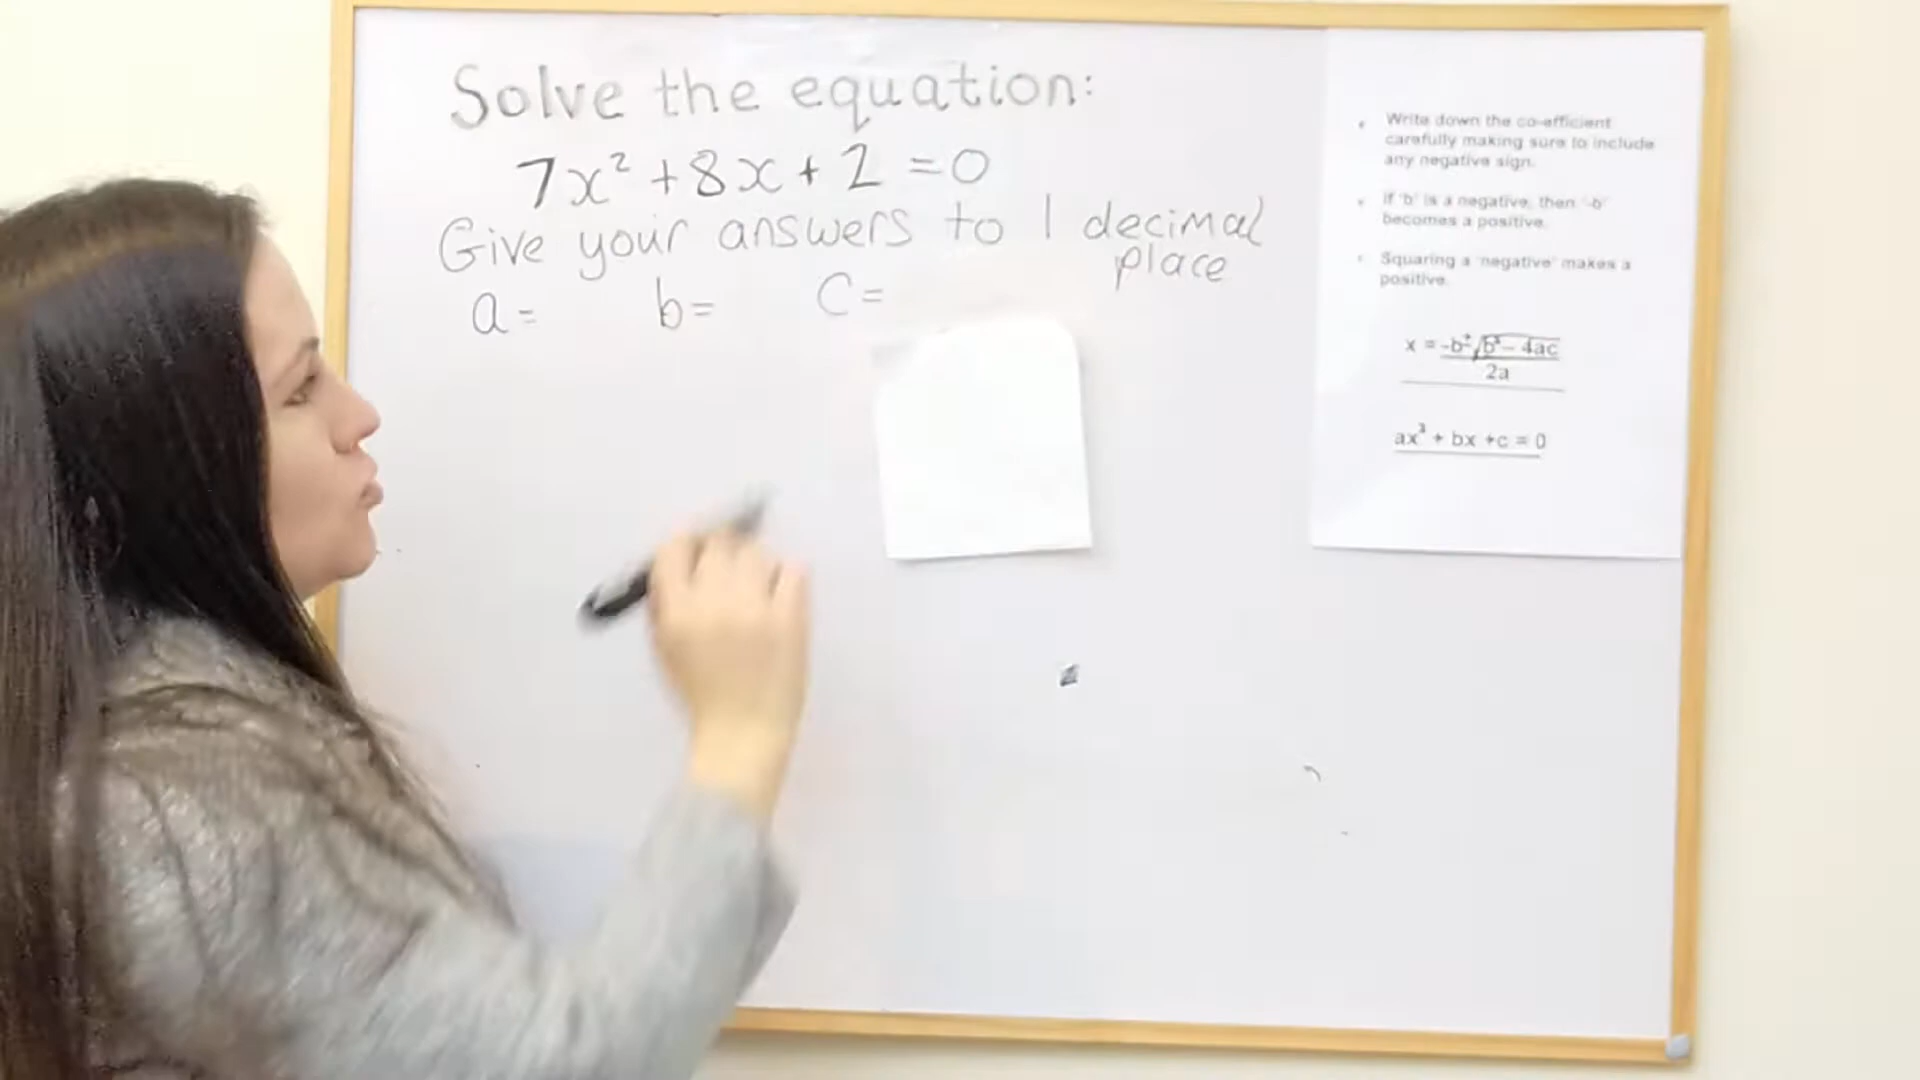 Solve the equation:
7x² + 8x + 2 = 0
Give your answers to 1 decimal
place
a= b= c=
• Write down the co-efficient
carefully making sure to include
any negative sign.
• If 'b' is a negative, then '-b'
becomes a positive.
• Squaring a 'negative' makes a
positive.
x = -b±√b²- 4ac
2a
ax² + bx +c = 0